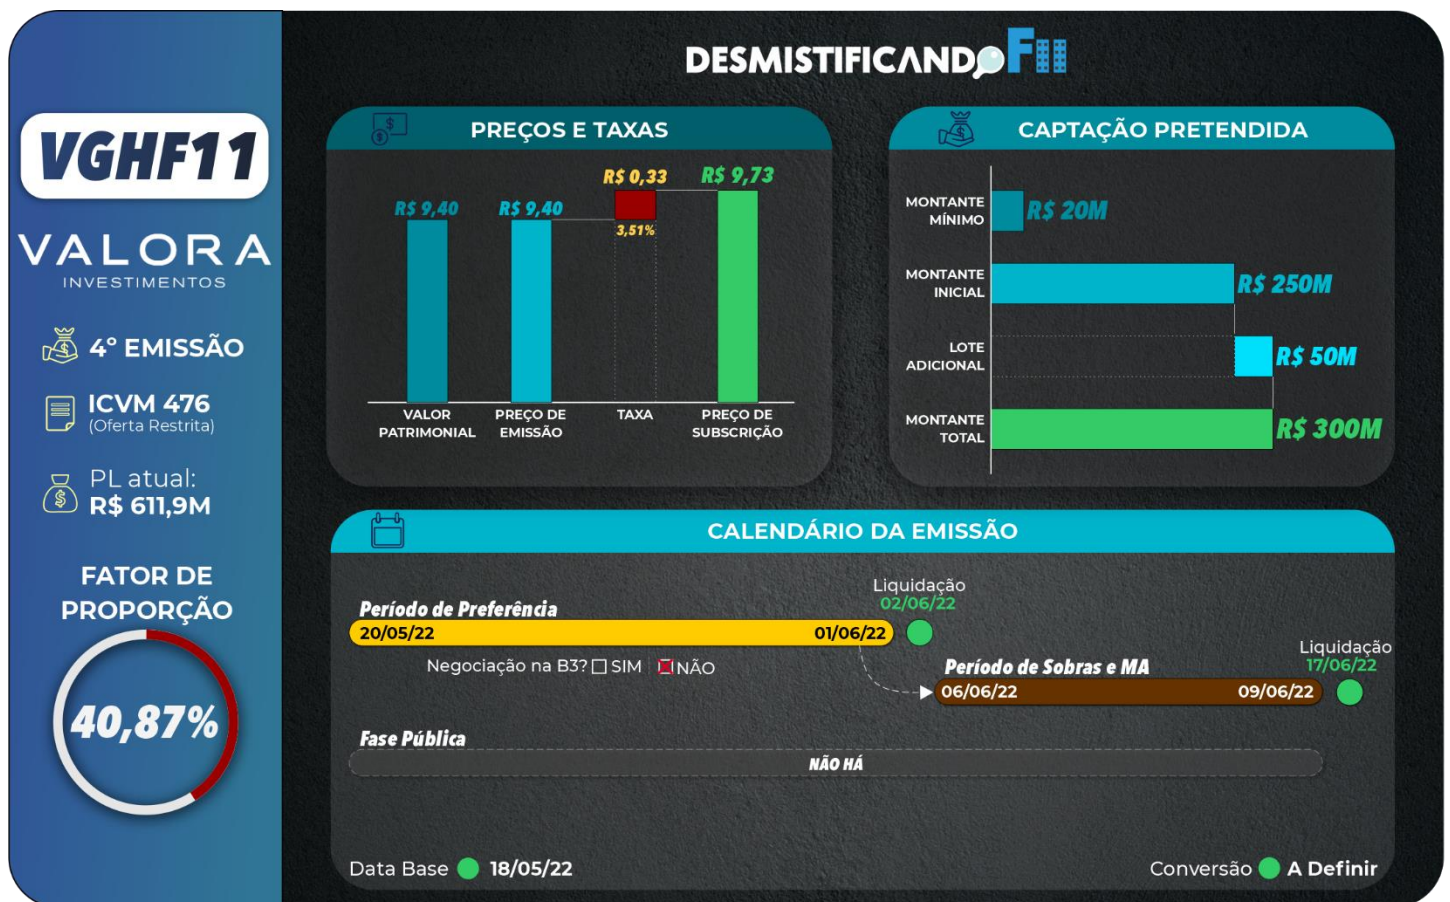 DESMISTIFICANDO FII
VGHF11
VALORA
INVESTIMENTOS
4º EMISSÃO
ICVM 476
(Oferta Restrita)
PL atual:
R$ 611,9M
FATOR DE
PROPORÇÃO
40,87%
PREÇOS E TAXAS
R$ 9,40
R$ 9,40
R$ 0,33
3,51%
R$ 9,73
VALOR
PATRIMONIAL
PREÇO DE
EMISSÃO
TAXA
PREÇO DE
SUBSCRIÇÃO
CAPTAÇÃO PRETENDIDA
MONTANTE
MÍNIMO
R$ 20M
MONTANTE
INICIAL
R$ 250M
LOTE
ADICIONAL
R$ 50M
MONTANTE
TOTAL
R$ 300M
CALENDÁRIO DA EMISSÃO
Período de Preferência
20/05/22
01/06/22
Liquidação
02/06/22
Negociação na B3? SIM NÃO
Período de Sobras e MA
06/06/22
09/06/22
Liquidação
17/06/22
Fase Pública
NÃO HÁ
Data Base 18/05/22
Conversão A Definir